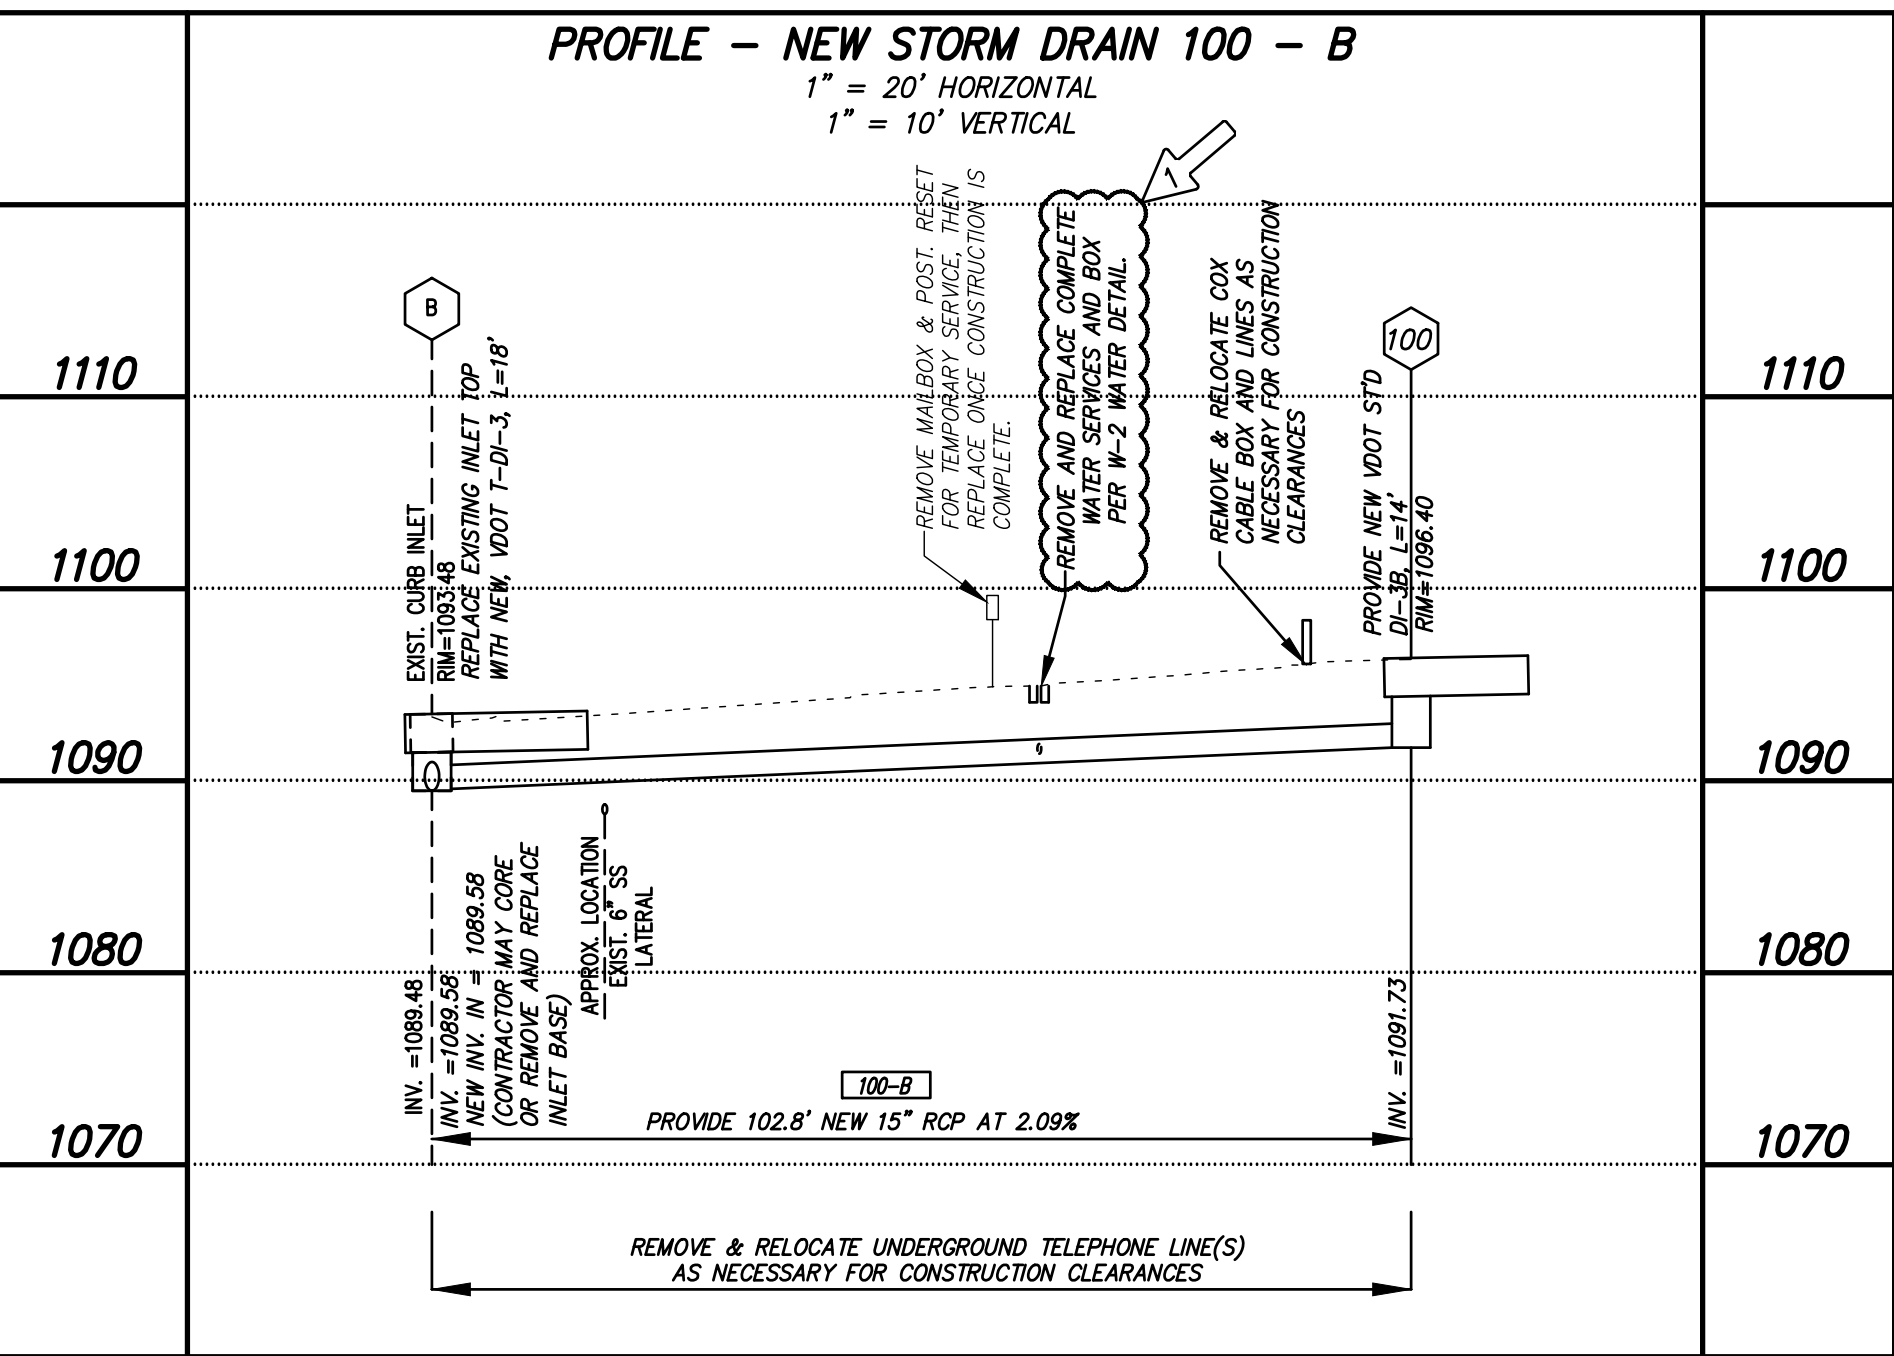 PROFILE - NEW STORM DRAIN 100 - B
1" = 20' HORIZONTAL
1" = 10' VERTICAL
1
B
100
REMOVE MAILBOX & POST. RESET
FOR TEMPORARY SERVICE, THEN
REPLACE ONCE CONSTRUCTION IS
COMPLETE.
REMOVE AND REPLACE COMPLETE
WATER SERVICES AND BOX
PER W-2 WATER DETAIL.
REMOVE & RELOCATE COX
CABLE BOX AND LINES AS
NECESSARY FOR CONSTRUCTION
CLEARANCES
PROVIDE NEW VDOT ST'D
DI-3B, L=14'
RIM=1096.40
EXIST. CURB INLET
RIM=1093.48
REPLACE EXISTING INLET TOP
WITH NEW, VDOT T-DI-3, L=18'
1110
1110
1100
1100
1090
1090
1080
1080
1070
1070
INV. =1089.48
INV. =1089.58
NEW INV. IN = 1089.58
(CONTRACTOR MAY CORE
OR REMOVE AND REPLACE
INLET BASE)
APPROX. LOCATION
EXIST. 6" SS
LATERAL
INV. =1091.73
100-B
PROVIDE 102.8' NEW 15" RCP AT 2.09%
REMOVE & RELOCATE UNDERGROUND TELEPHONE LINE(S)
AS NECESSARY FOR CONSTRUCTION CLEARANCES